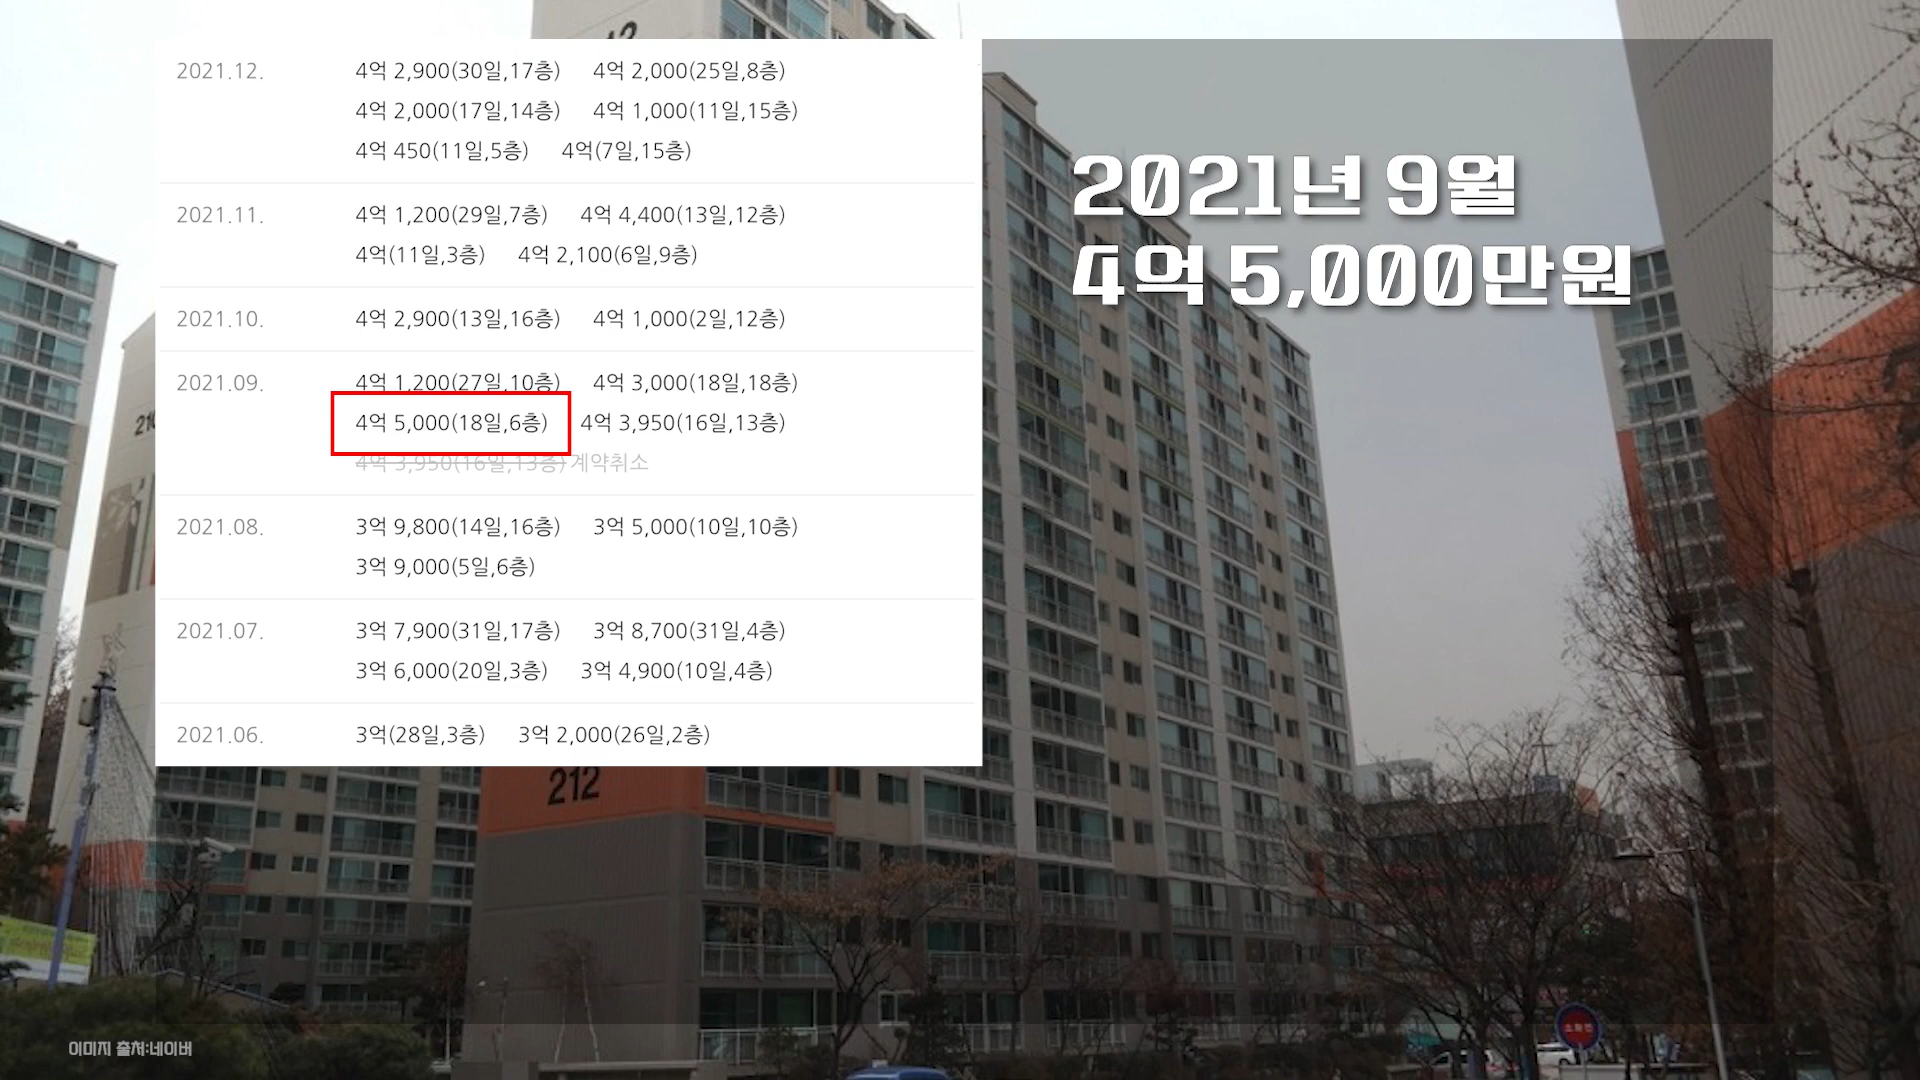 12
2021.12. 4억 2,900(30일,17층) 4억 2,000(25일,8층)
4억 2,000(17일,14층) 4억 1,000(11일,15층)
4억 450(11일,5층) 4억(7일,15층)
2021.11. 4억 1,200(29일,7층) 4억 4,400(13일,12층)
4억(11일,3층) 4억 2,100(6일,9층)
2021.10. 4억 2,900(13일,16층) 4억 1,000(2일,12층)
2021.09. 4억 1,200(27일,10층) 4억 3,000(18일,18층)
4억 5,000(18일,6층) 4억 3,950(16일,13층)
4억 3,950(16일,13층) 계약취소
2021.08. 3억 9,800(14일,16층) 3억 5,000(10일,10층)
3억 9,000(5일,6층)
2021.07. 3억 7,900(31일,17층) 3억 8,700(31일,4층)
3억 6,000(20일,3층) 3억 4,900(10일,4층)
2021.06. 3억(28일,3층) 3억 2,000(26일,2층)
2021년 9월
4억 5,000만원
212
이미지 출처:네이버